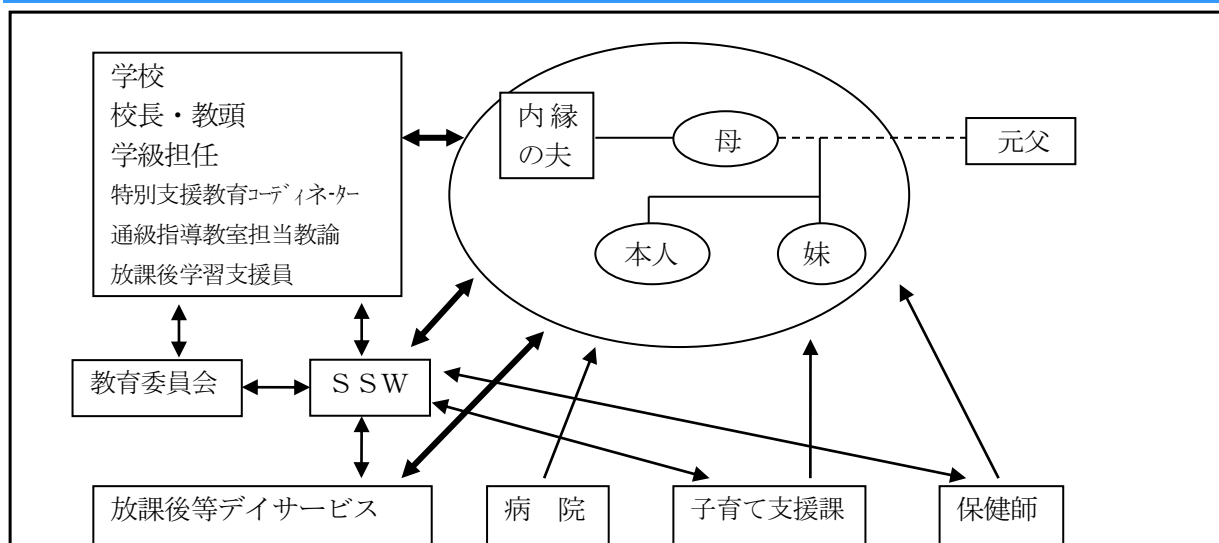 学校
校長・教頭
学級担任
特別支援教育コーディネーター
通級指導教室担当教諭
放課後学習支援員
内縁
の夫
母
元父
本人
妹
教育委員会
ＳＳＷ
放課後等デイサービス
病　院
子育て支援課
保健師